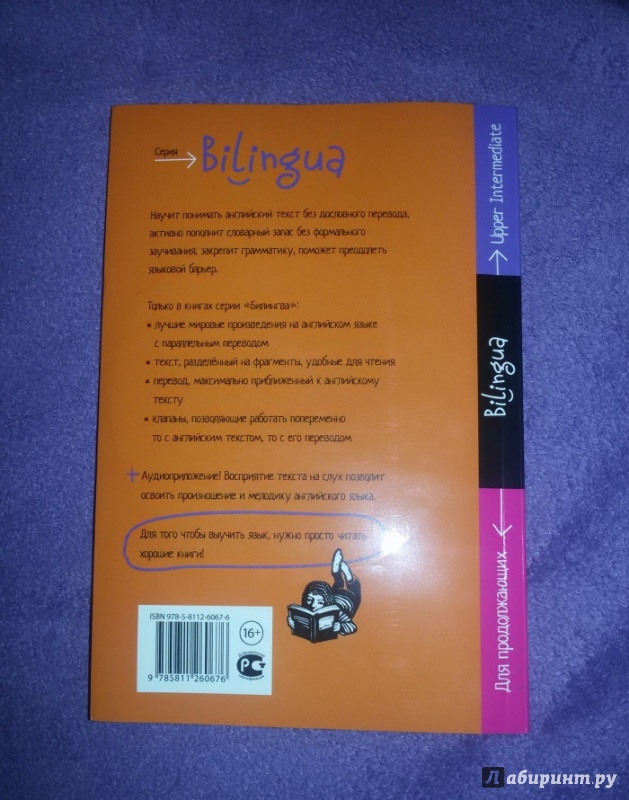 Серия
Bilingua
Научит понимать английский текст без дословного перевода,
активно пополнит словарный запас без формального
заучивания, закрепит грамматику, поможет преодолеть
языковой барьер.
Только в книгах серии «Билингва»:
• лучшие мировые произведения на английском языке
с параллельным переводом
• текст, разделённый на фрагменты, удобные для чтения
• перевод, максимально приближенный к английскому
тексту
• клапаны, позволяющие работать попеременно
то с английским текстом, то с его переводом
+ Аудиоприложение! Восприятие текста на слух позволит
освоить произношение и мелодику английского языка.
Для того чтобы выучить язык, нужно просто читать
хорошие книги!
ISBN 978-5-8112-6067-6
9 785811 260676
16+
Upper Intermediate
Bilingua
Для продолжающих
Лабиринт.ру